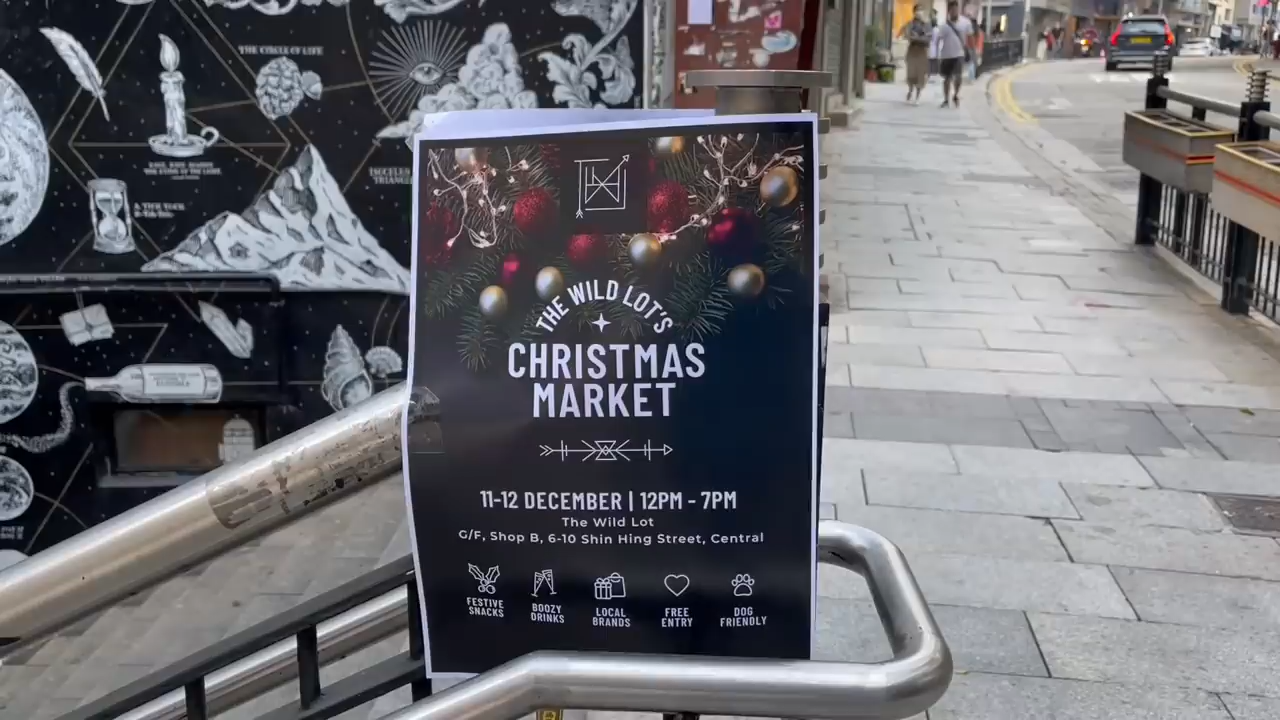 THE CIRCLE OF LIFE
THE WILD LOT'S
CHRISTMAS
MARKET
11-12 DECEMBER | 12PM - 7PM
The Wild Lot
G/F, Shop B, 6-10 Shin Hing Street, Central
FESTIVE
SNACKS
BOOZY
DRINKS
LOCAL
BRANDS
FREE
ENTRY
DOG
FRIENDLY